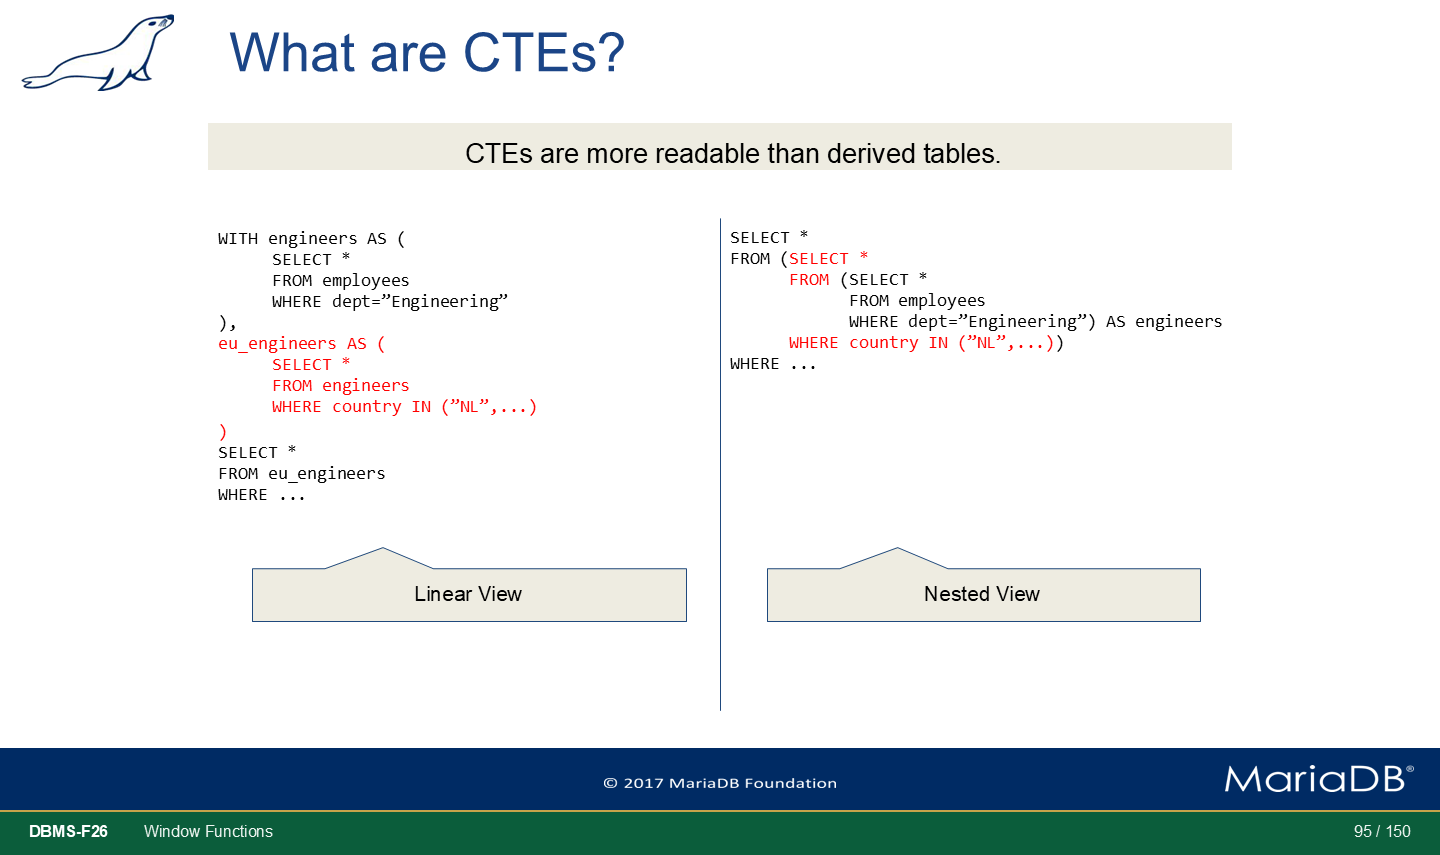 What are CTEs?
CTEs are more readable than derived tables.
WITH engineers AS (
SELECT *
FROM employees
WHERE dept=”Engineering”
),
eu_engineers AS (
SELECT *
FROM engineers
WHERE country IN (”NL”,...)
)
SELECT *
FROM eu_engineers
WHERE ...
Linear View
SELECT *
FROM (SELECT *
FROM (SELECT *
FROM employees
WHERE dept=”Engineering”) AS engineers
WHERE country IN (”NL”,...))
WHERE ...
Nested View
© 2017 MariaDB Foundation
MariaDB®
DBMS-F26 Window Functions 95 / 150